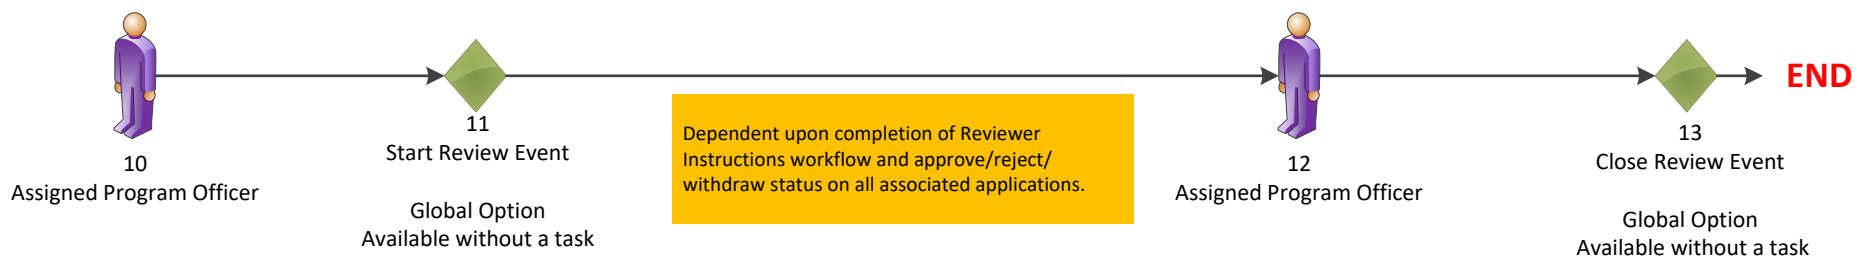 10
Assigned Program Officer
11
Start Review Event
Global Option
Available without a task
Dependent upon completion of Reviewer
Instructions workflow and approve/reject/
withdraw status on all associated applications.
12
Assigned Program Officer
13
Close Review Event
Global Option
Available without a task
END